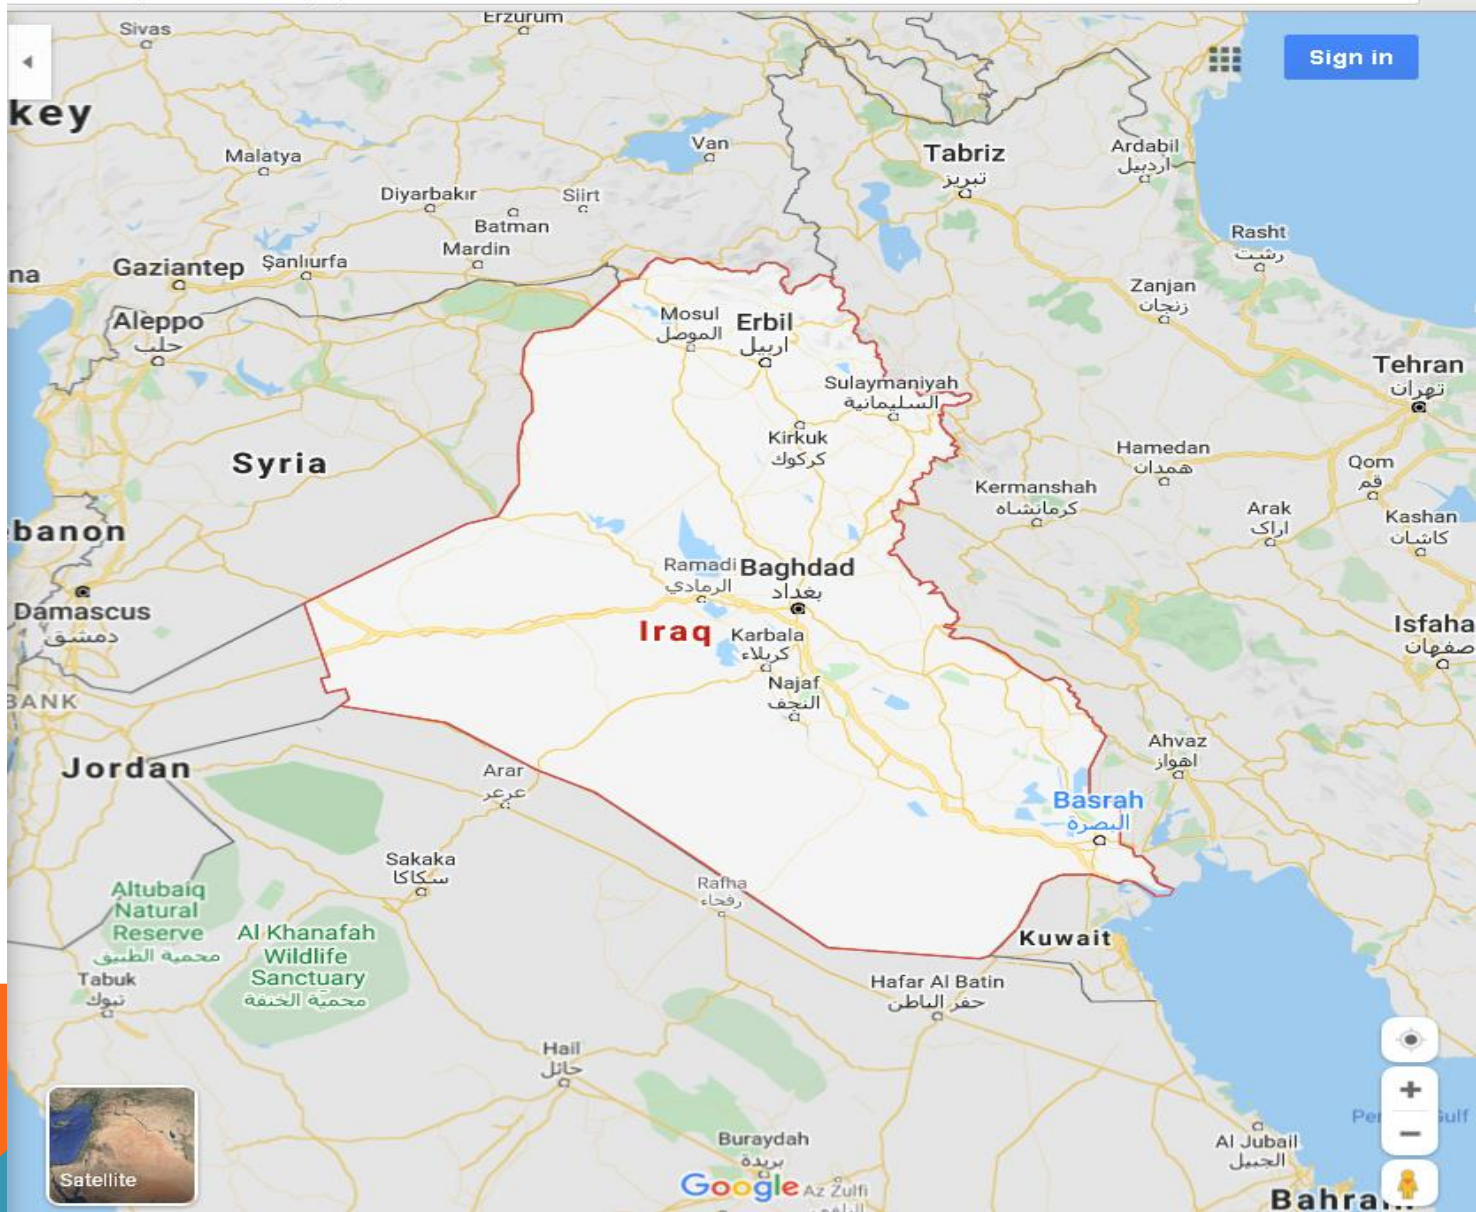 Sivas
Erzurum
Sign in
key
Van
Malatya
Tabriz
تبریز
Ardabil
اردبیل
Diyarbakır
Siirt
Batman
Mardin
Rasht
رشت
na
Gaziantep
Şanlıurfa
Zanjan
زنجان
Aleppo
حلب
Mosul
الموصل
Erbil
اربيل
Tehran
تهران
Sulaymaniyah
السليمانية
Kirkuk
كركوك
Syria
Hamedan
همدان
Qom
قم
Kermanshah
کرمانشاه
Arak
اراک
Kashan
کاشان
banon
Ramadi
الرمادي
Baghdad
بغداد
Damascus
دمشق
Iraq
Karbala
كربلاء
Isfaha
صفهان
Najaf
النجف
BANK
Jordan
Ahvaz
اهواز
Arar
عرعر
Basrah
البصرة
Sakaka
سكاكا
Rafha
رفحاء
Altubaiq
Natural
Reserve
محمية الطبيق
Al Khanafah
Wildlife
Sanctuary
محمية الخنفة
Kuwait
Tabuk
تبوك
Hafar Al Batin
حفر الباطن
Hail
حائل
Satellite
Buraydah
بريدة
Google
Az Zulfi
Al Jubail
الجبيل
Per
Gulf
Bahra